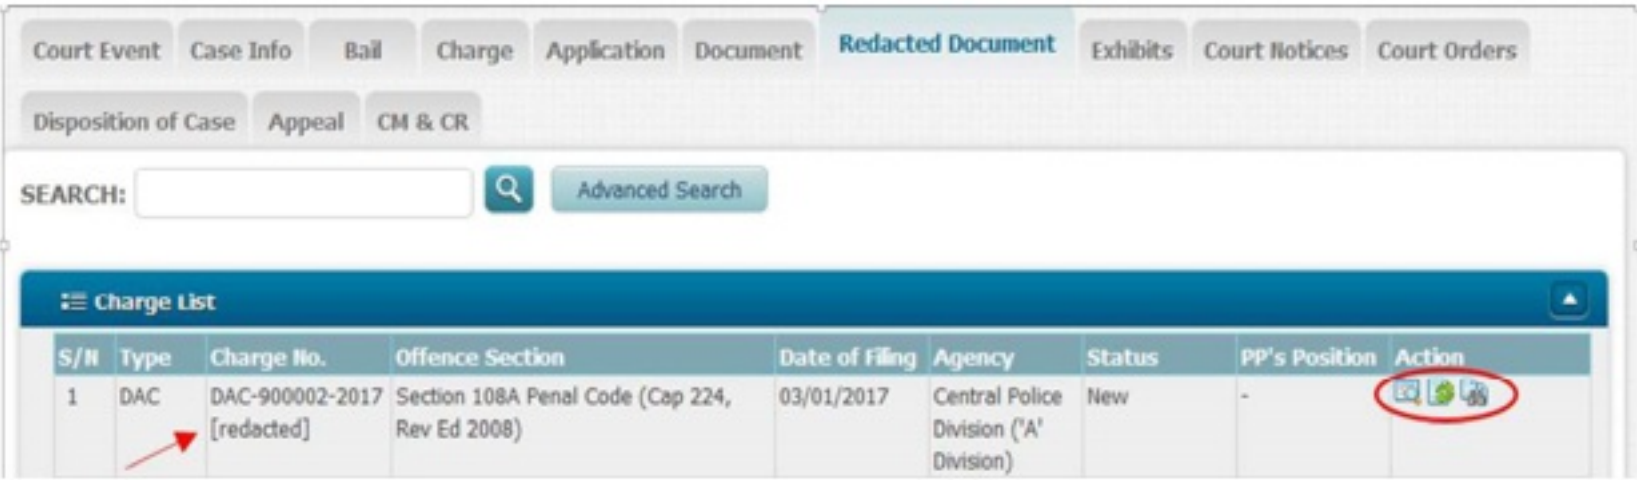 Court Event Case Info Bail Charge Application Document Redacted Document Exhibits Court Notices Court Orders
Disposition of Case Appeal CM & CR
SEARCH: Advanced Search
Charge List
S/N Type Charge No. Offence Section Date of Filing Agency Status PP's Position Action
1 DAC DAC-900002-2017 Section 108A Penal Code (Cap 224, 03/01/2017 Central Police New -
[redacted] Rev Ed 2008) Division ('A'
Division)